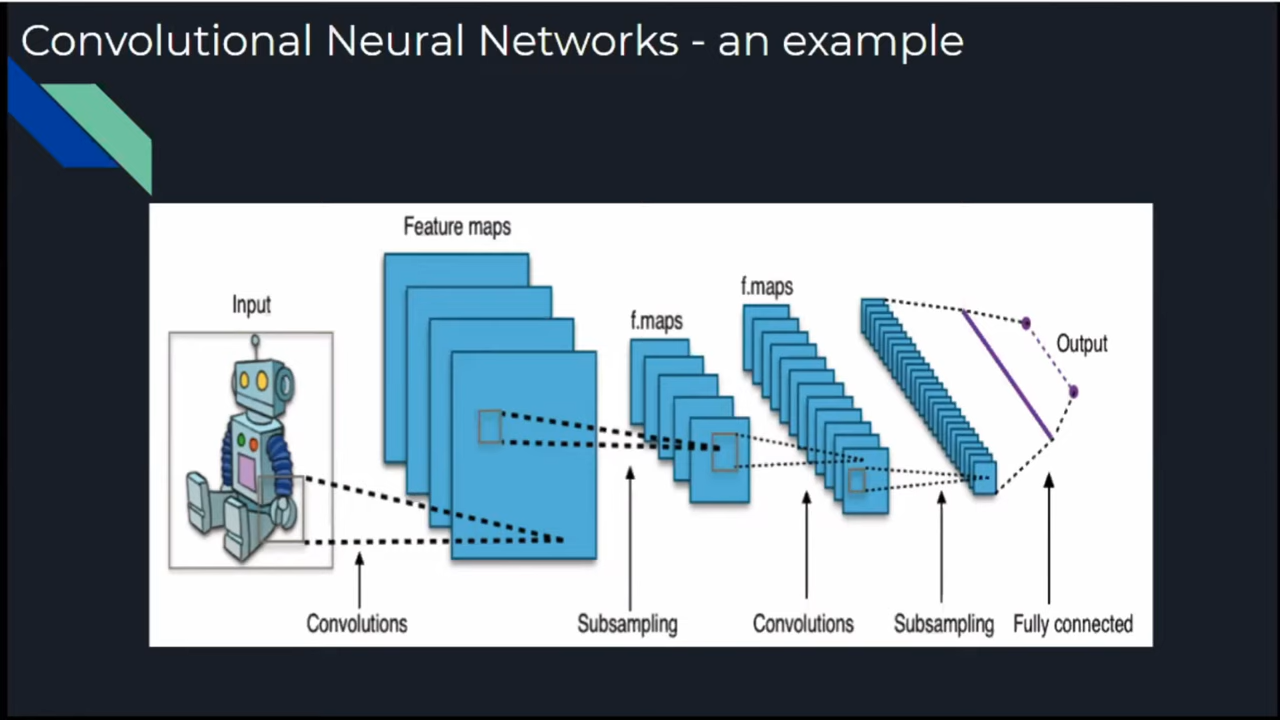 Convolutional Neural Networks - an example
Feature maps
Input
f.maps
f.maps
Output
Convolutions
Subsampling
Convolutions
Subsampling
Fully connected